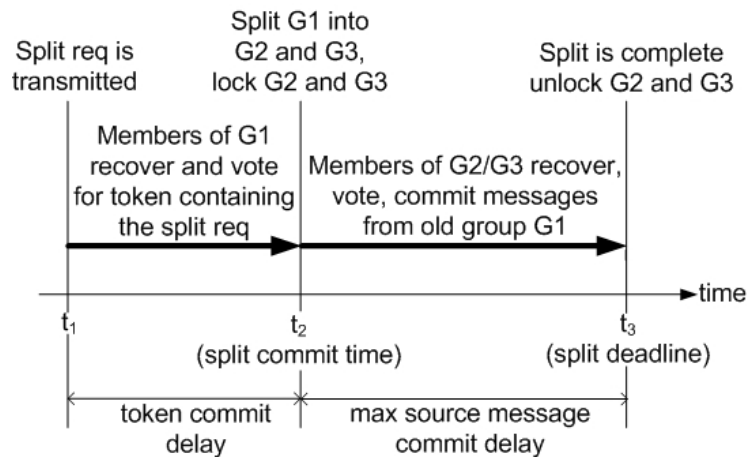 Split req is
transmitted
Split G1 into
G2 and G3,
lock G2 and G3
Split is complete
unlock G2 and G3
Members of G1
recover and vote
for token containing
the split req
Members of G2/G3 recover,
vote, commit messages
from old group G1
time
t1
t2
(split commit time)
t3
(split deadline)
token commit
delay
max source message
commit delay